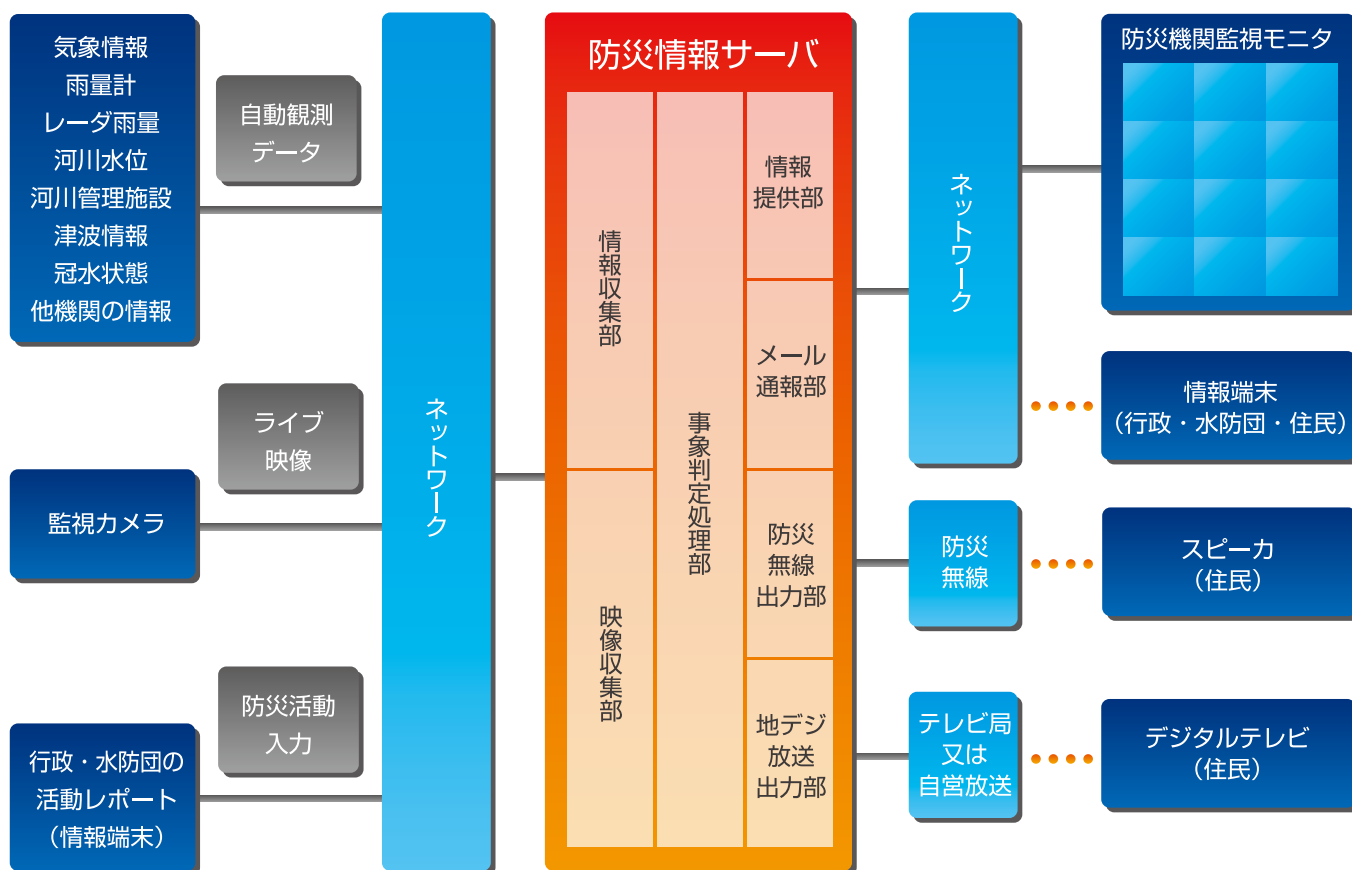 気象情報
雨量計
レーダ雨量
河川水位
河川管理施設
津波情報
冠水状態
他機関の情報
自動観測
データ
監視カメラ
ライブ
映像
行政・水防団の
活動レポート
（情報端末）
防災活動
入力
ネットワーク
防災情報サーバ
情報収集部
映像収集部
事象判定処理部
情報
提供部
メール
通報部
防災
無線
出力部
地デジ
放送
出力部
ネットワーク
防災
無線
テレビ局
又は
自営放送
防災機関監視モニタ
情報端末
（行政・水防団・住民）
スピーカ
（住民）
デジタルテレビ
（住民）